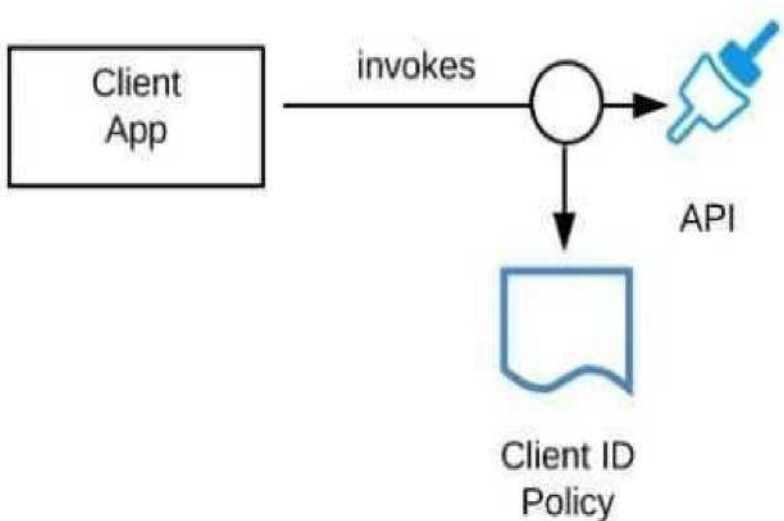 Client
App
invokes
API
Client ID
Policy